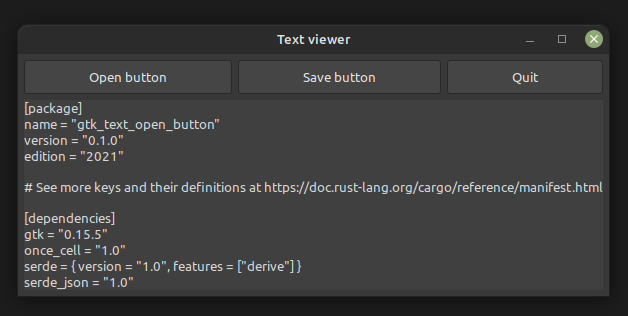 Text viewer
Open button
Save button
Quit
[package]
name = "gtk_text_open_button"
version = "0.1.0"
edition = "2021"
# See more keys and their definitions at https://doc.rust-lang.org/cargo/reference/manifest.html
[dependencies]
gtk = "0.15.5"
once_cell = "1.0"
serde = { version = "1.0", features = ["derive"] }
serde_json = "1.0"